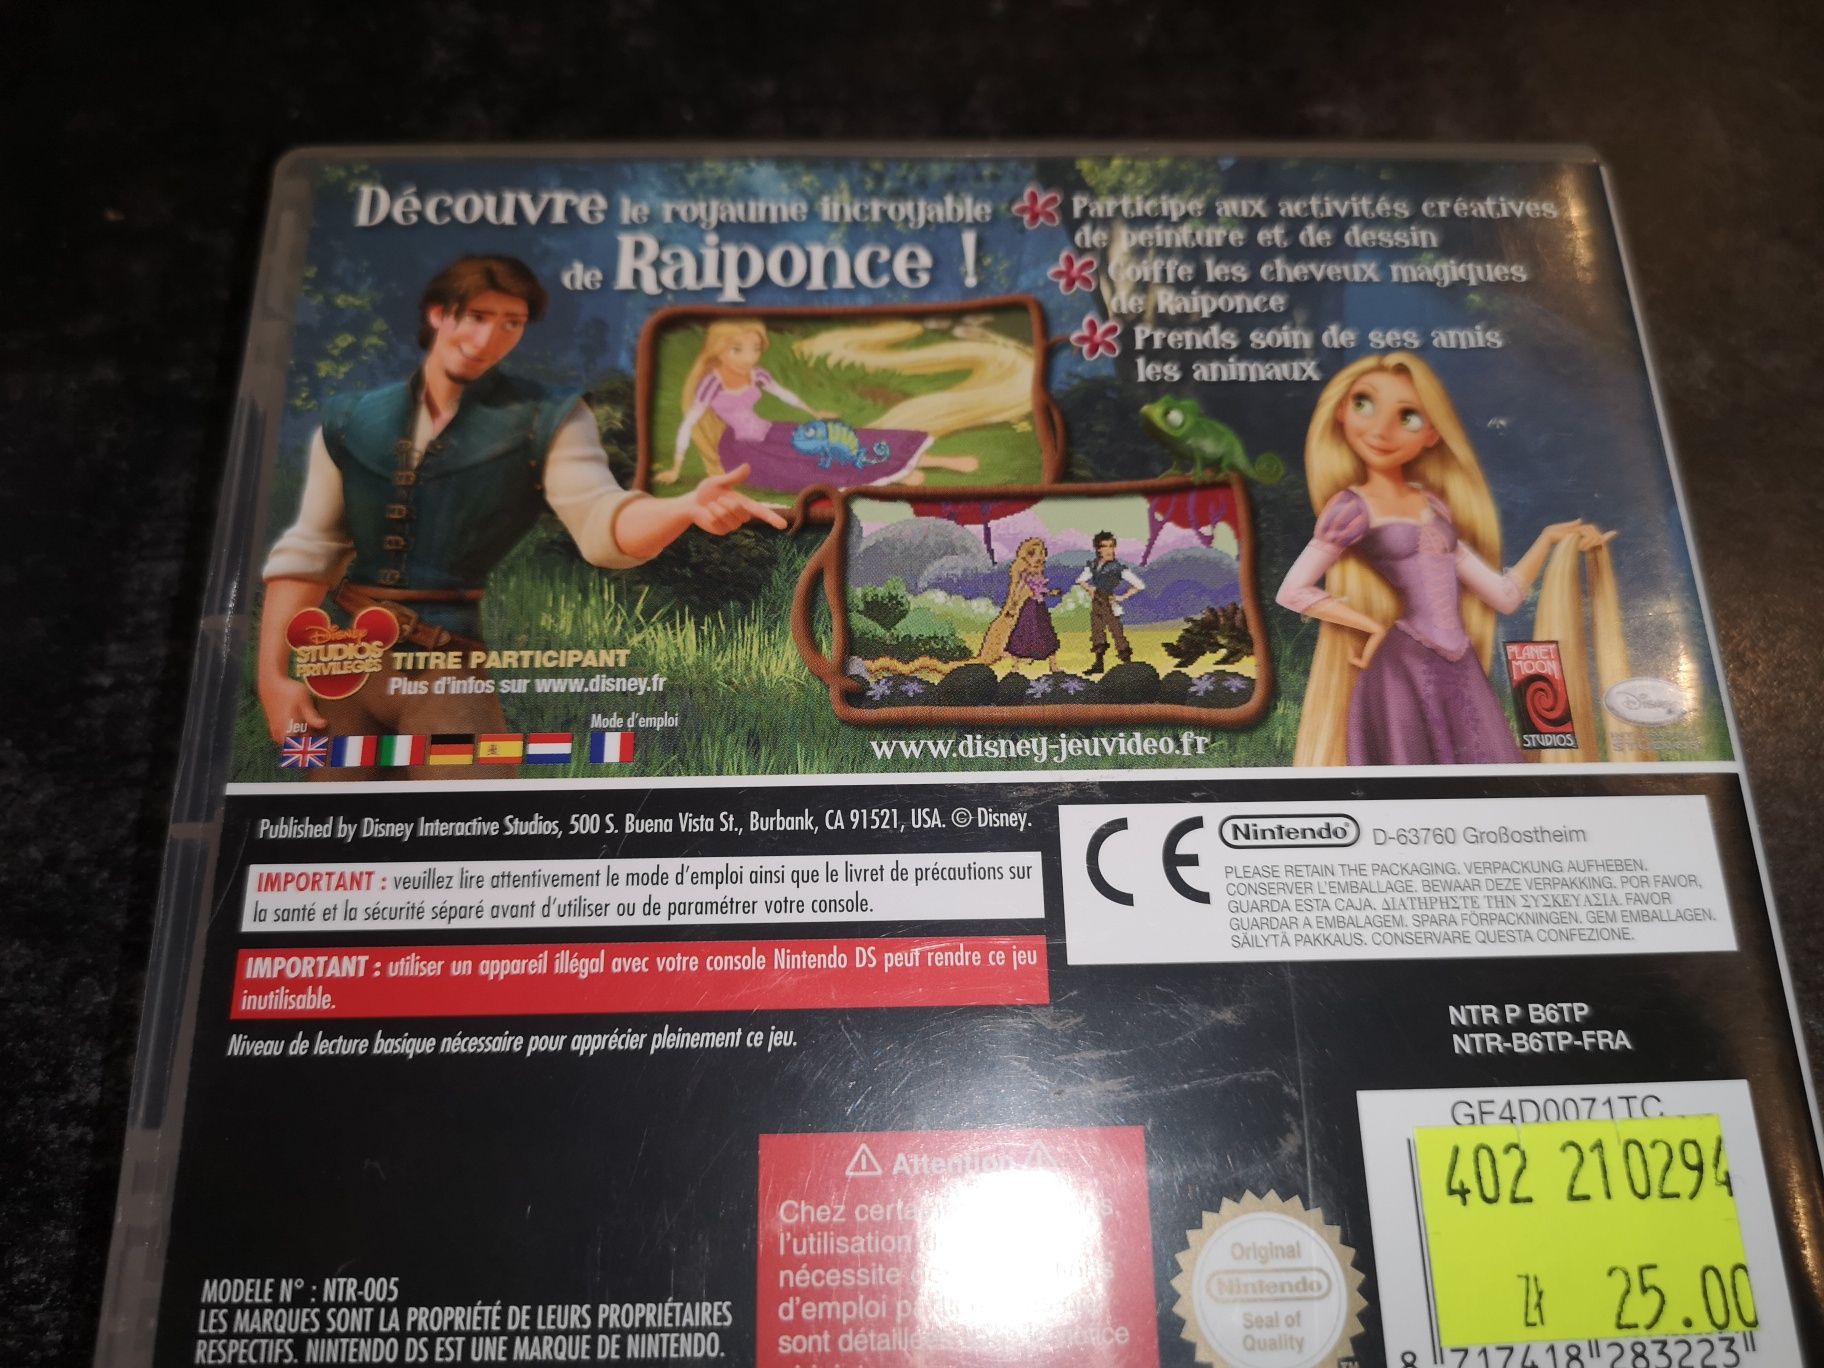 Découvre le royaume incroyable
de Raiponce !
Participe aux activités créatives
de peinture et de dessin
Coiffe les cheveux magiques
de Raiponce
Prends soin de ses amis
les animaux
Disney
STUDIOS
PRIVILEGES
TITRE PARTICIPANT
Plus d'infos sur www.disney.fr
Jeu
Mode d'emploi
www.disney-jeuvideo.fr
PLANET
MOON
STUDIOS
Disney
INTERACTIVE
STUDIOS
Published by Disney Interactive Studios, 500 S. Buena Vista St., Burbank, CA 91521, USA. © Disney.
IMPORTANT : veuillez lire attentivement le mode d'emploi ainsi que le livret de précautions sur
la santé et la sécurité séparé avant d'utiliser ou de paramétrer votre console.
IMPORTANT : utiliser un appareil illégal avec votre console Nintendo DS peut rendre ce jeu
inutilisable.
Niveau de lecture basique nécessaire pour apprécier pleinement ce jeu.
CE
Nintendo® D-63760 Großostheim
PLEASE RETAIN THE PACKAGING. VERPACKUNG AUFHEBEN.
CONSERVER L'EMBALLAGE. BEWAAR DEZE VERPAKKING. POR FAVOR,
GUARDA ESTA CAJA. ΔΙΑΤΗΡΗΣΤΕ ΤΗΝ ΣΥΣΚΕΥΑΣΙΑ. FAVOR
GUARDAR A EMBALAGEM. SPARA FÖRPACKNINGEN. GEM EMBALLAGEN.
SÄILYTÄ PAKKAUS. CONSERVARE QUESTA CONFEZIONE.
NTR P B6TP
NTR-B6TP-FRA
GE4D0071TC
402 210294
zł 25.00
8 717418 283223
Attention
Chez
l'utilisation
nécessite
d'emploi
sont
Original
Nintendo
Seal of
Quality
TM
MODELE N° : NTR-005
LES MARQUES SONT LA PROPRIÉTÉ DE LEURS PROPRIÉTAIRES
RESPECTIFS. NINTENDO DS EST UNE MARQUE DE NINTENDO.